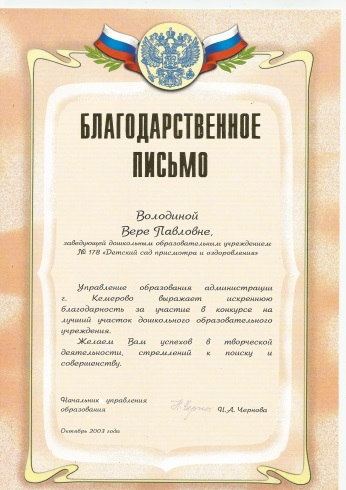 БЛАГОДАРСТВЕННОЕ
ПИСЬМО
Володиной
Вере Павловне,
заведующей дошкольным образовательным учреждением
№ 178 «Детский сад присмотра и оздоровления»
Управление образования администрации
г. Кемерово выражает искреннюю
благодарность за участие в конкурсе на
лучший участок дошкольного образовательного
учреждения.
Желаем Вам успехов в творческой
деятельности, стремлений к поиску и
совершенству.
Начальник управления
образования
Н.А. Чернова
Октябрь 2003 года